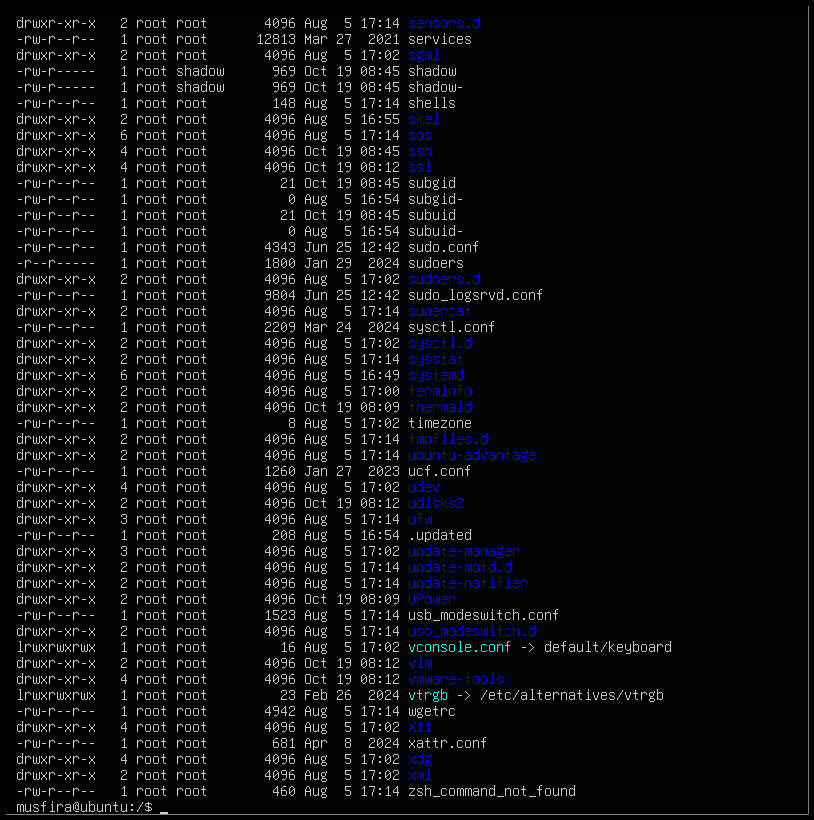 drwxr-xr-x   2 root root      4096 Aug  5 17:14 sensors.d
-rw-r--r--   1 root root     12813 Mar 27  2021 services
drwxr-xr-x   2 root root      4096 Aug  5 17:02 sgml
-rw-r-----   1 root shadow     969 Oct 19 08:45 shadow
-rw-r-----   1 root shadow     969 Oct 19 08:45 shadow-
-rw-r--r--   1 root root       148 Aug  5 17:14 shells
drwxr-xr-x   2 root root      4096 Aug  5 16:55 skel
drwxr-xr-x   6 root root      4096 Aug  5 17:14 sos
drwxr-xr-x   4 root root      4096 Oct 19 08:45 ssh
drwxr-xr-x   4 root root      4096 Oct 19 08:12 ssl
-rw-r--r--   1 root root        21 Oct 19 08:45 subgid
-rw-r--r--   1 root root         0 Aug  5 16:54 subgid-
-rw-r--r--   1 root root        21 Oct 19 08:45 subuid
-rw-r--r--   1 root root         0 Aug  5 16:54 subuid-
-rw-r--r--   1 root root      4343 Jun 25 12:42 sudo.conf
-r--r-----   1 root root      1800 Jan 29  2024 sudoers
drwxr-xr-x   2 root root      4096 Aug  5 17:02 sudoers.d
-rw-r--r--   1 root root      9804 Jun 25 12:42 sudo_logsrvd.conf
drwxr-xr-x   2 root root      4096 Aug  5 17:14 supercat
-rw-r--r--   1 root root      2209 Mar 24  2024 sysctl.conf
drwxr-xr-x   2 root root      4096 Aug  5 17:02 sysctl.d
drwxr-xr-x   2 root root      4096 Aug  5 17:14 sysstat
drwxr-xr-x   6 root root      4096 Aug  5 16:49 systemd
drwxr-xr-x   2 root root      4096 Aug  5 17:00 terminfo
drwxr-xr-x   2 root root      4096 Oct 19 08:09 thermald
-rw-r--r--   1 root root         8 Aug  5 17:02 timezone
drwxr-xr-x   2 root root      4096 Aug  5 17:14 tmpfiles.d
drwxr-xr-x   2 root root      4096 Aug  5 17:14 ubuntu-advantage
-rw-r--r--   1 root root      1260 Jan 27  2023 ucf.conf
drwxr-xr-x   4 root root      4096 Aug  5 17:02 udev
drwxr-xr-x   2 root root      4096 Oct 19 08:12 udisks2
drwxr-xr-x   3 root root      4096 Aug  5 17:14 ufw
-rw-r--r--   1 root root       208 Aug  5 16:54 .updated
drwxr-xr-x   3 root root      4096 Aug  5 17:02 update-manager
drwxr-xr-x   2 root root      4096 Aug  5 17:14 update-motd.d
drwxr-xr-x   2 root root      4096 Aug  5 17:14 update-notifier
drwxr-xr-x   2 root root      4096 Oct 19 08:09 UPower
-rw-r--r--   1 root root      1523 Aug  5 17:14 usb_modeswitch.conf
drwxr-xr-x   2 root root      4096 Aug  5 17:14 usb_modeswitch.d
lrwxrwxrwx   1 root root        16 Aug  5 17:02 vconsole.conf -> default/keyboard
drwxr-xr-x   2 root root      4096 Oct 19 08:12 vim
drwxr-xr-x   4 root root      4096 Oct 19 08:12 vmware-tools
lrwxrwxrwx   1 root root        23 Feb 26  2024 vtrgb -> /etc/alternatives/vtrgb
-rw-r--r--   1 root root      4942 Aug  5 17:14 wgetrc
drwxr-xr-x   4 root root      4096 Aug  5 17:02 X11
-rw-r--r--   1 root root       681 Apr  8  2024 xattr.conf
drwxr-xr-x   4 root root      4096 Aug  5 17:02 xdg
drwxr-xr-x   2 root root      4096 Aug  5 17:02 xml
-rw-r--r--   1 root root       460 Aug  5 17:14 zsh_command_not_found
musfira@ubuntu:/$ _